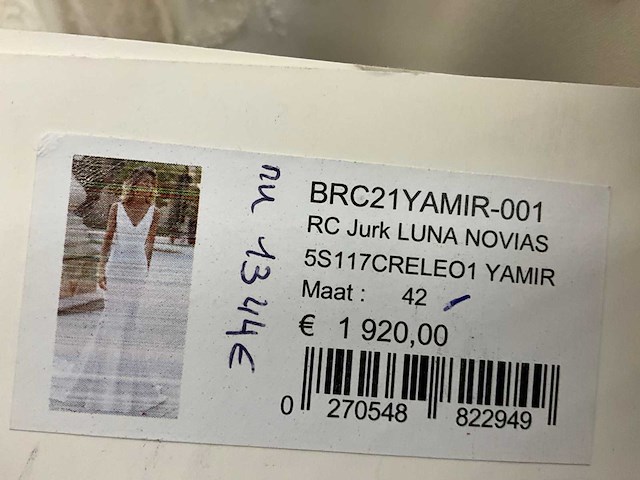 nu 1344€
BRC21YAMIR-001
RC Jurk LUNA NOVIAS
5S117CRELEO1 YAMIR
Maat : 42
€ 1 920,00
0 270548 822949